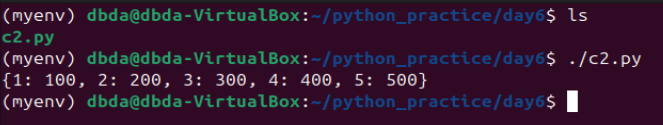 (myenv) dbda@dbda-VirtualBox:~/python_practice/day6$ ls
c2.py
(myenv) dbda@dbda-VirtualBox:~/python_practice/day6$ ./c2.py
{1: 100, 2: 200, 3: 300, 4: 400, 5: 500}
(myenv) dbda@dbda-VirtualBox:~/python_practice/day6$